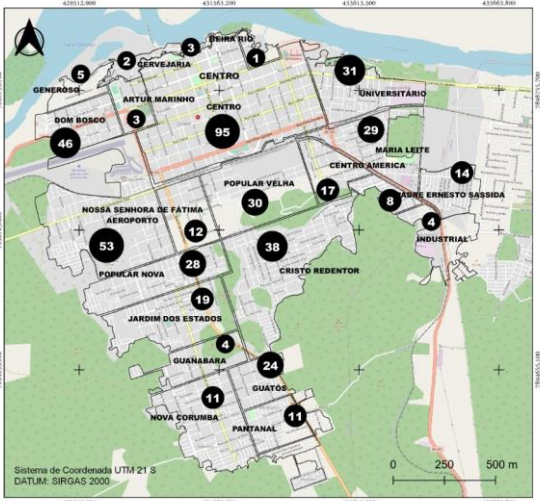 BEIRA RIO
3
1
2
CERVEJARIA
5
CENTRO
31
GENEROSO
ARTUR MARINHO
UNIVERSITÁRIO
CENTRO
DOM BOSCO
3
95
29
46
MARIA LEITE
CENTRO AMERICA
14
POPULAR VELHA
17
30
8
PADRE ERNESTO SASSIDA
NOSSA SENHORA DE FÁTIMA
4
AEROPORTO
12
INDUSTRIAL
53
38
28
CRISTO REDENTOR
POPULAR NOVA
19
JARDIM DOS ESTADOS
4
GUANABARA
24
GUATÓS
11
NOVA CORUMBA
11
PANTANAL
Sistema de Coordenada UTM 21 S
DATUM: SIRGAS 2000
0 250 500 m